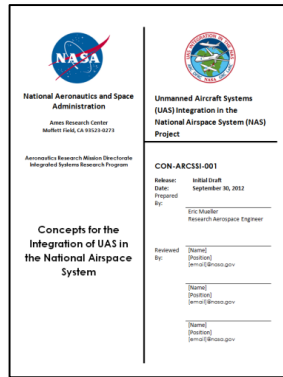 NASA
National Aeronautics and Space
Administration
Ames Research Center
Moffett Field, CA 93523-0273
Aeronautics Research Mission Directorate
Integrated Systems Research Program
Concepts for the
Integration of UAS in
the National Airspace
System
Unmanned Aircraft Systems
(UAS) Integration in the
National Airspace System (NAS)
Project
CON-ARCSSI-001
Release: Initial Draft
Date: September 30, 2012
Prepared
By:
Eric Mueller
Research Aerospace Engineer
Reviewed [Name]
By: [Position]
[email]@nasa.gov
[Name]
[Position]
[email]@nasa.gov
[Name]
[Position]
[email]@nasa.gov